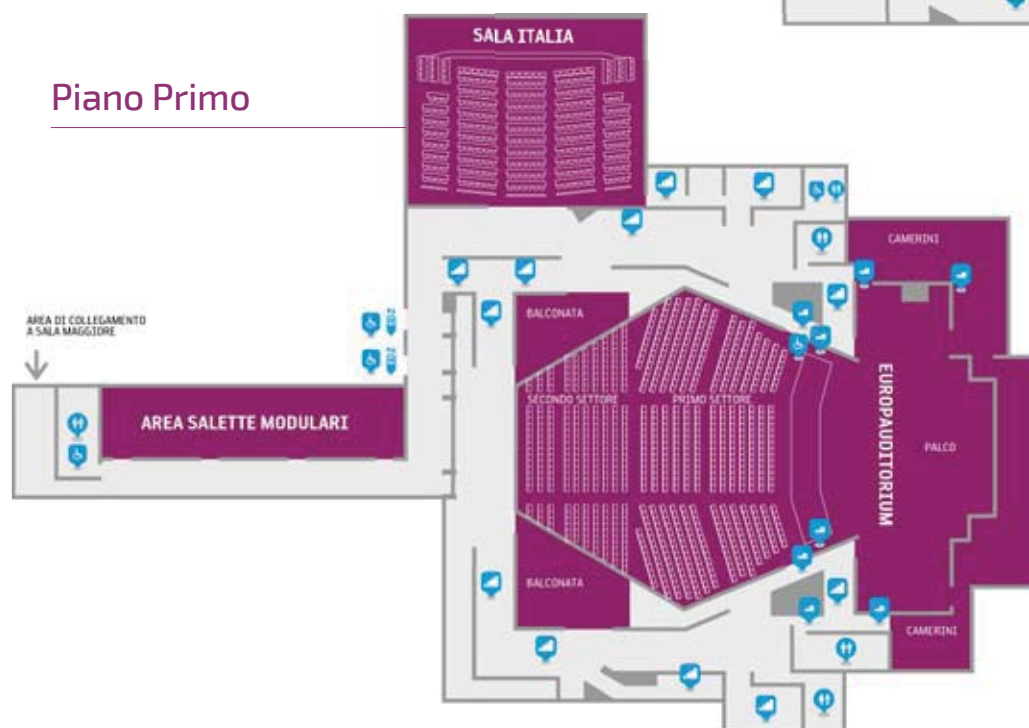 SALA ITALIA
Piano Primo
CAMERINI
AREA DI COLLEGAMENTO
A SALA MAGGIORE
BALCONATA
SECONDO SETTORE
PRIMO SETTORE
AREA SALETTE MODULARI
EUROPAUDITORIUM
PALCO
BALCONATA
CAMERINI